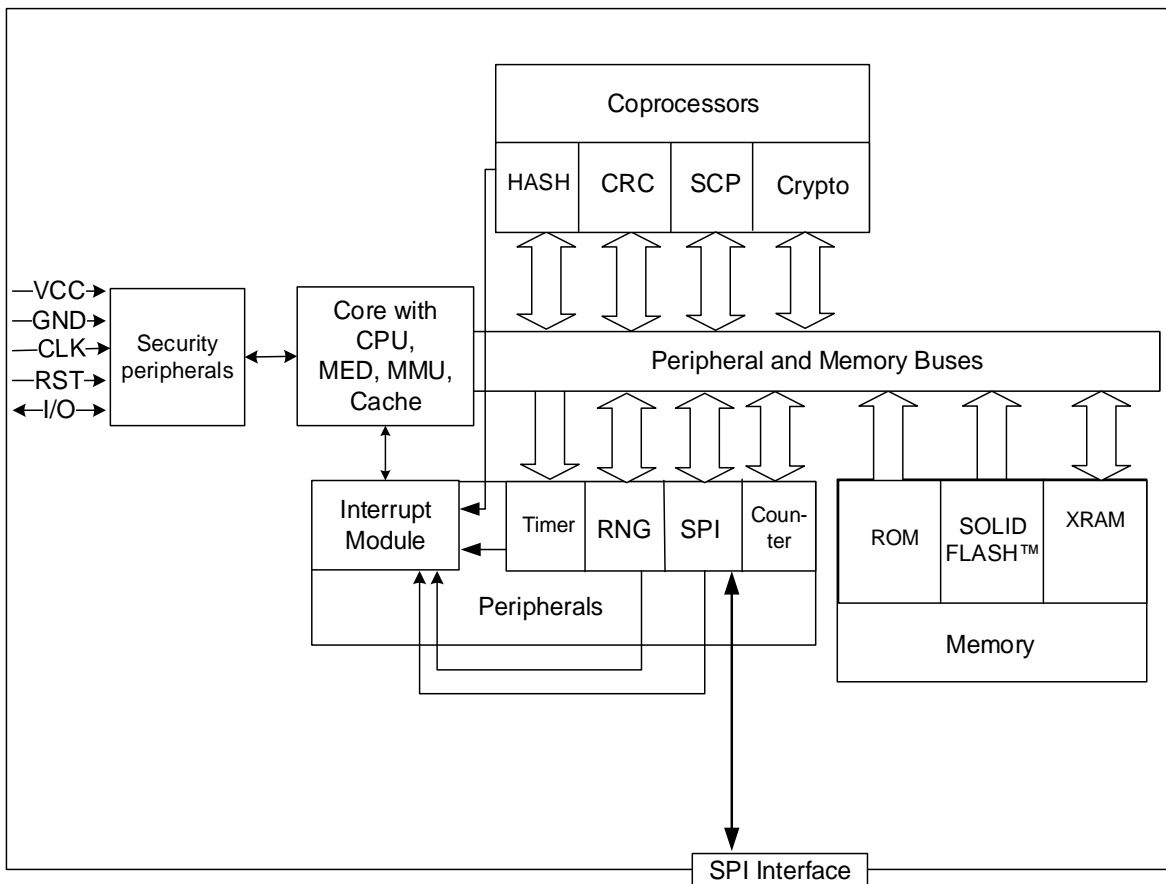 Coprocessors
HASH
CRC
SCP
Crypto
VCC
GND
CLK
RST
I/O
Security
peripherals
Core with
CPU,
MED, MMU,
Cache
Peripheral and Memory Buses
Interrupt
Module
Timer
RNG
SPI
Coun-
ter
Peripherals
ROM
SOLID
FLASH™
XRAM
Memory
SPI Interface